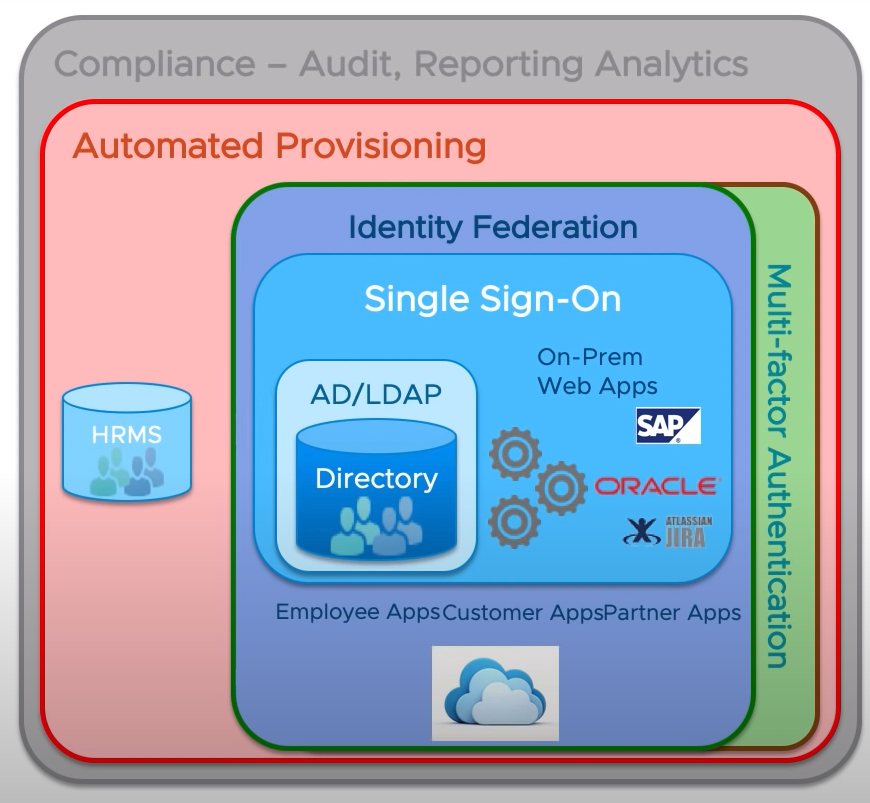 Compliance – Audit, Reporting Analytics
Automated Provisioning
Identity Federation
Single Sign-On
On-Prem
Web Apps
AD/LDAP
SAP®
HRMS
Directory
ORACLE
ATLASSIAN
JIRA
Employee Apps Customer Apps Partner Apps
Multi-factor Authentication